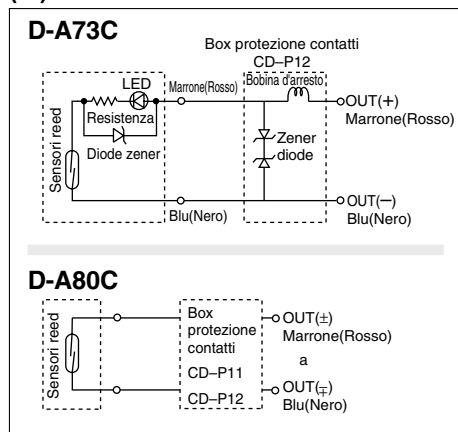 D-A73C
Box protezione contatti
CD–P12
LED
Marrone(Rosso)
Bobina d'arresto
OUT(+)
Marrone(Rosso)
Resistenza
Diode zener
Zener
diode
Sensori reed
Blu(Nero)
OUT(—)
Blu(Nero)
D-A80C
Sensori reed
Box
protezione
contatti
CD–P11
CD–P12
OUT(±)
Marrone(Rosso)
a
OUT(∓)
Blu(Nero)